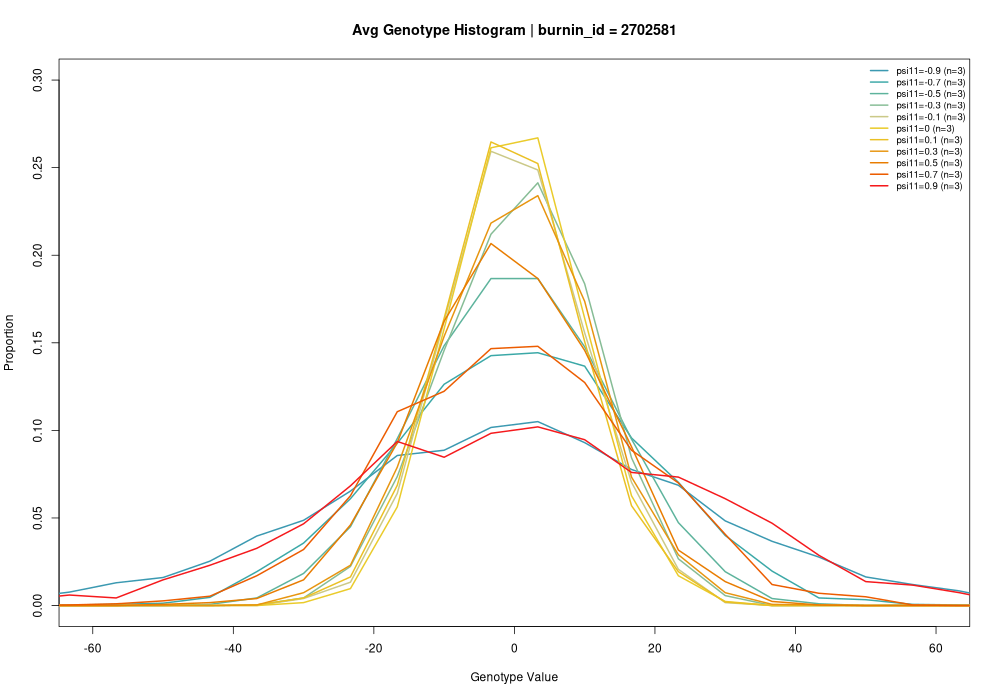 Avg Genotype Histogram | burnin_id = 2702581
Proportion
0.30
0.25
0.20
0.15
0.10
0.05
0.00
psi11=-0.9 (n=3)
psi11=-0.7 (n=3)
psi11=-0.5 (n=3)
psi11=-0.3 (n=3)
psi11=-0.1 (n=3)
psi11=0 (n=3)
psi11=0.1 (n=3)
psi11=0.3 (n=3)
psi11=0.5 (n=3)
psi11=0.7 (n=3)
psi11=0.9 (n=3)
-60 -40 -20 0 20 40 60
Genotype Value